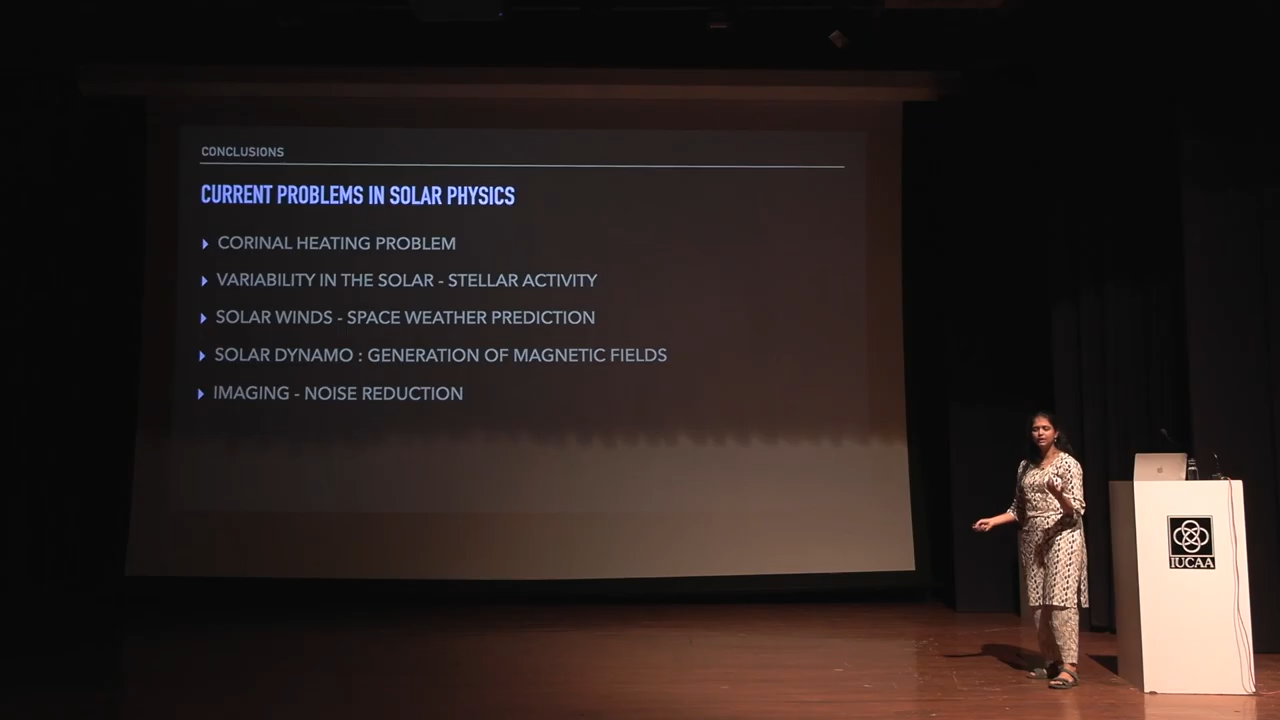 CONCLUSIONS
CURRENT PROBLEMS IN SOLAR PHYSICS
CORINAL HEATING PROBLEM
VARIABILITY IN THE SOLAR - STELLAR ACTIVITY
SOLAR WINDS - SPACE WEATHER PREDICTION
SOLAR DYNAMO : GENERATION OF MAGNETIC FIELDS
IMAGING - NOISE REDUCTION
IUCAA